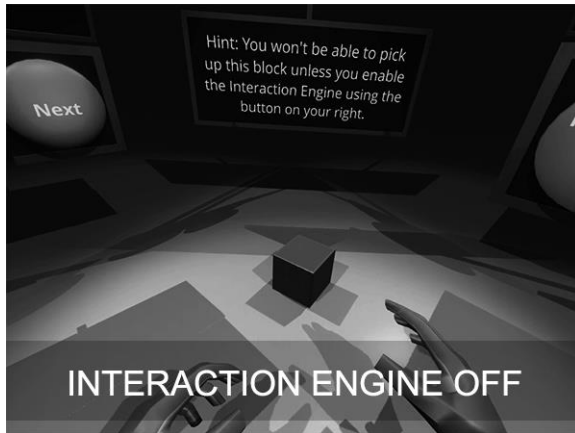 Hint: You won't be able to pick
up this block unless you enable
the Interaction Engine using the
button on your right.
Next
INTERACTION ENGINE OFF